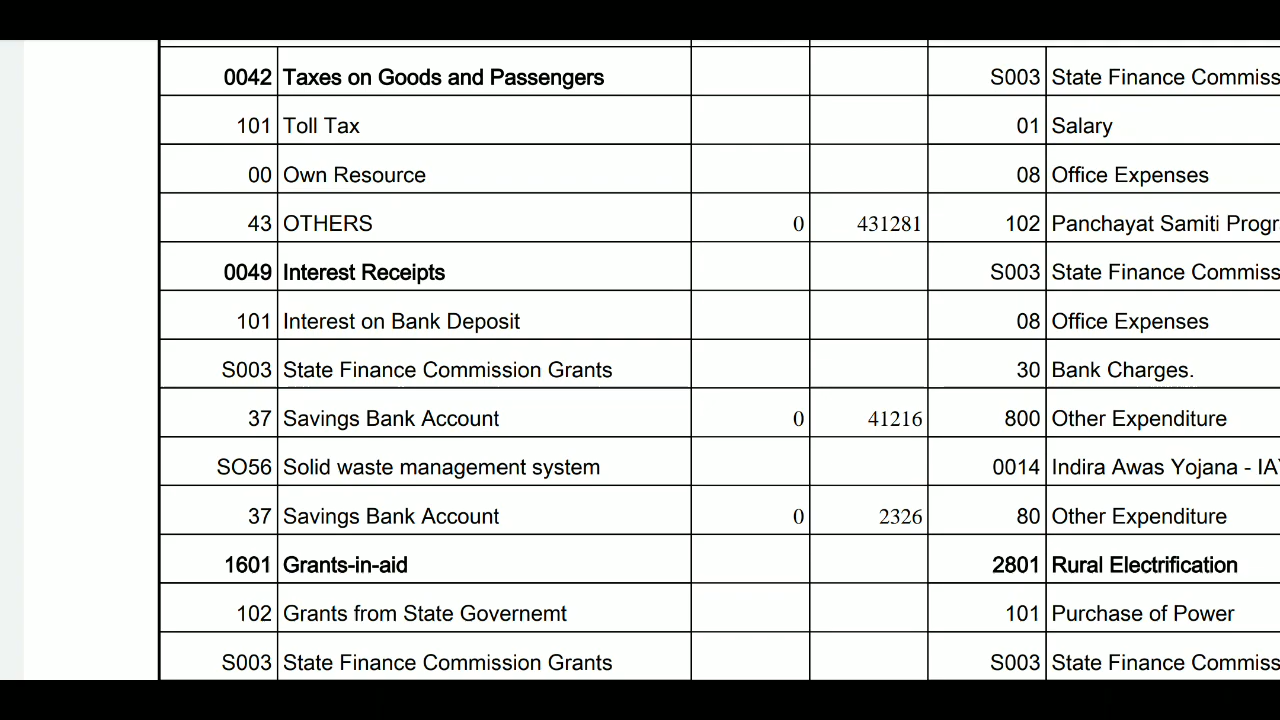 0042 Taxes on Goods and Passengers S003 State Finance Commiss
101 Toll Tax 01 Salary
00 Own Resource 08 Office Expenses
43 OTHERS 0 431281 102 Panchayat Samiti Progr
0049 Interest Receipts S003 State Finance Commiss
101 Interest on Bank Deposit 08 Office Expenses
S003 State Finance Commission Grants 30 Bank Charges.
37 Savings Bank Account 0 41216 800 Other Expenditure
SO56 Solid waste management system 0014 Indira Awas Yojana - IAY
37 Savings Bank Account 0 2326 80 Other Expenditure
1601 Grants-in-aid 2801 Rural Electrification
102 Grants from State Governemt 101 Purchase of Power
S003 State Finance Commission Grants S003 State Finance Commiss